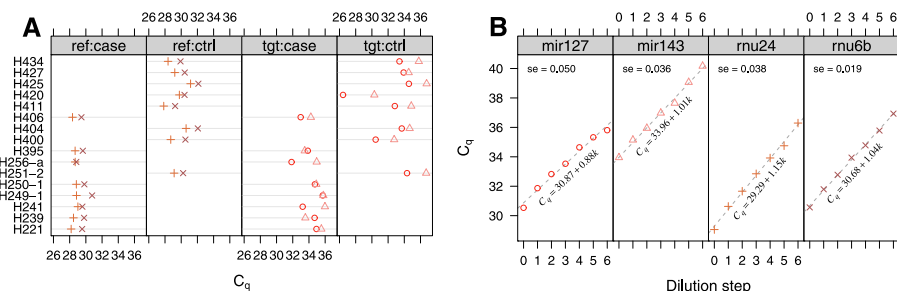 A
26 28 30 32 34 36
26 28 30 32 34 36
ref:case
ref:ctrl
tgt:case
tgt:ctrl
H434
H427
H425
H420
H411
H406
H404
H400
H395
H256-a
H251-2
H250-1
H249-1
H241
H239
H221
26 28 30 32 34 36
26 28 30 32 34 36
Cq
B
0 1 2 3 4 5 6
0 1 2 3 4 5 6
mir127
mir143
rnu24
rnu6b
se = 0.050
se = 0.036
se = 0.038
se = 0.019
40
38
36
34
32
30
Cq
Cq = 30.87 + 0.88k
Cq = 33.96 + 1.01k
Cq = 29.29 + 1.15k
Cq = 30.68 + 1.04k
0 1 2 3 4 5 6
0 1 2 3 4 5 6
Dilution step